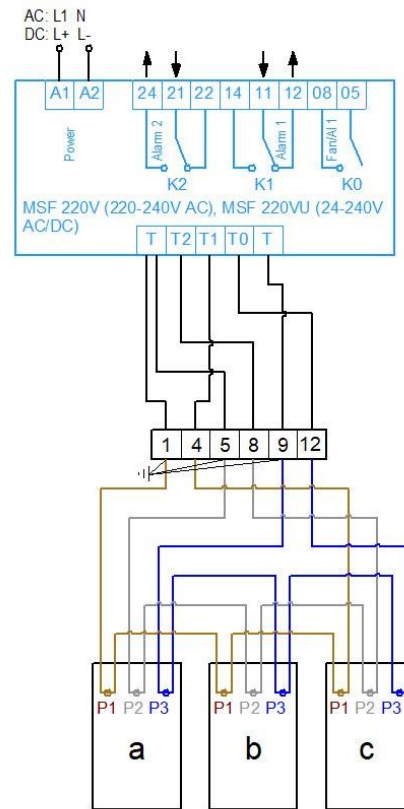 AC: L1 N
DC: L+ L-
A1 A2 24 21 22 14 11 12 08 05
Power
Alarm 2
Alarm 1
Fan/Al 1
K2 K1 K0
MSF 220V (220-240V AC), MSF 220VU (24-240V
AC/DC)
T T2 T1 T0 T
1 4 5 8 9 12
P1 P2 P3 P1 P2 P3 P1 P2 P3
a b c